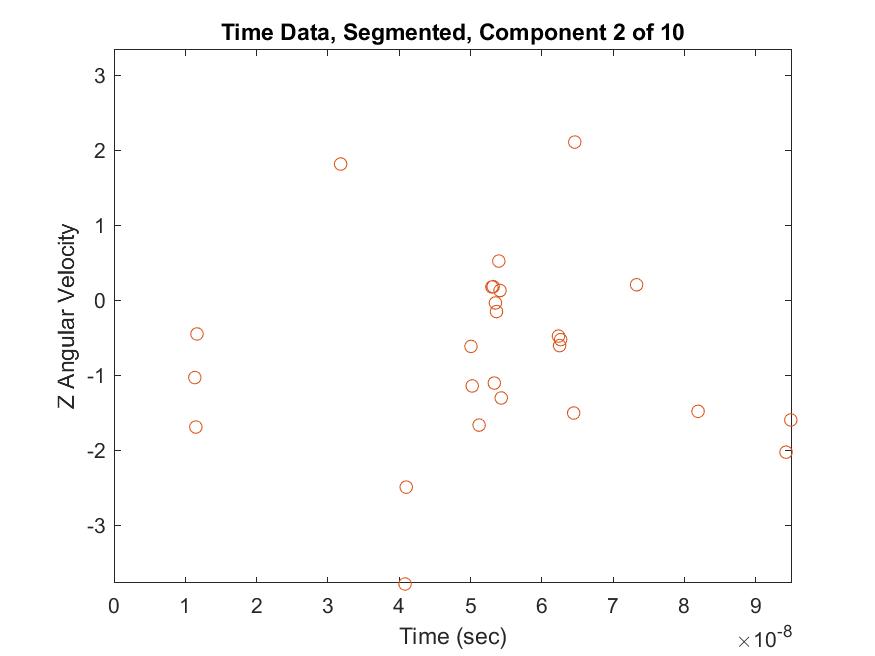 Time Data, Segmented, Component 2 of 10
3
2
1
0
-1
-2
-3
Z Angular Velocity
0 1 2 3 4 5 6 7 8 9
Time (sec)
×10⁻⁸